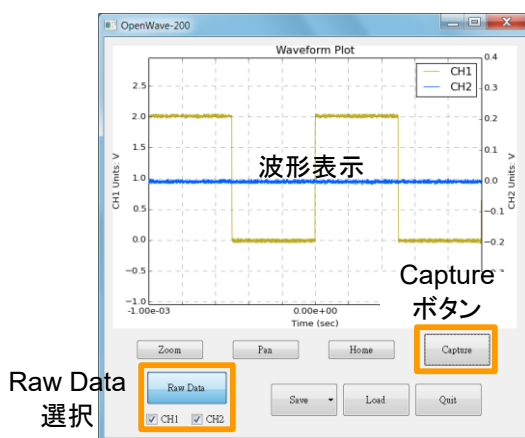 OpenWave-200
Waveform Plot
CH1
CH2
2.5
2.0
1.5
1.0
0.5
0.0
−0.5
−1.0
CH1 Units: V
0.4
0.3
0.2
0.1
0.0
−0.1
−0.2
CH2 Units: V
波形表示
-1.00e-03
0.00e+00
Time (sec)
Capture
ボタン
Zoom
Pan
Home
Capture
Raw Data
選択
Raw Data
CH1
CH2
Save
Load
Quit